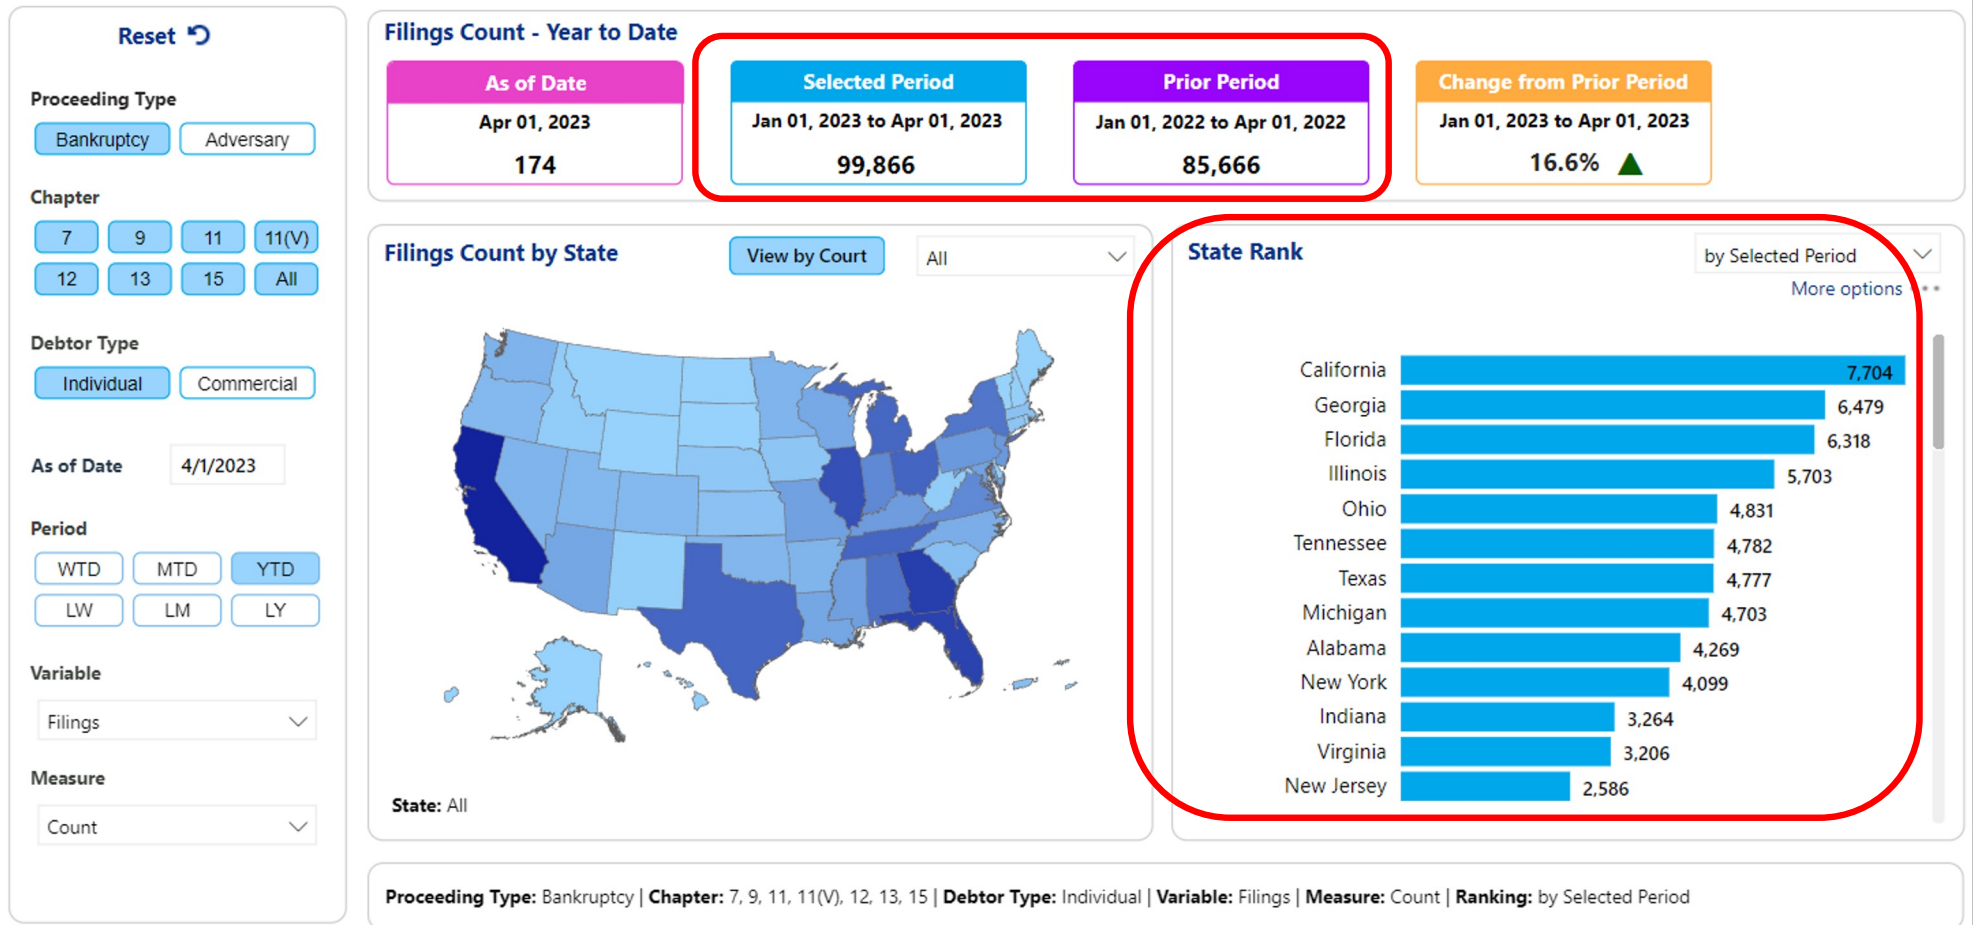 Reset
Proceeding Type
Bankruptcy Adversary
Chapter
7 9 11 11(V)
12 13 15 All
Debtor Type
Individual Commercial
As of Date 4/1/2023
Period
WTD MTD YTD
LW LM LY
Variable
Filings
Measure
Count
Filings Count - Year to Date
As of Date
Apr 01, 2023
174
Selected Period
Jan 01, 2023 to Apr 01, 2023
99,866
Prior Period
Jan 01, 2022 to Apr 01, 2022
85,666
Change from Prior Period
Jan 01, 2023 to Apr 01, 2023
16.6%
Filings Count by State
View by Court
All
State: All
State Rank
by Selected Period
More options
California 7,704
Georgia 6,479
Florida 6,318
Illinois 5,703
Ohio 4,831
Tennessee 4,782
Texas 4,777
Michigan 4,703
Alabama 4,269
New York 4,099
Indiana 3,264
Virginia 3,206
New Jersey 2,586
Proceeding Type: Bankruptcy | Chapter: 7, 9, 11, 11(V), 12, 13, 15 | Debtor Type: Individual | Variable: Filings | Measure: Count | Ranking: by Selected Period